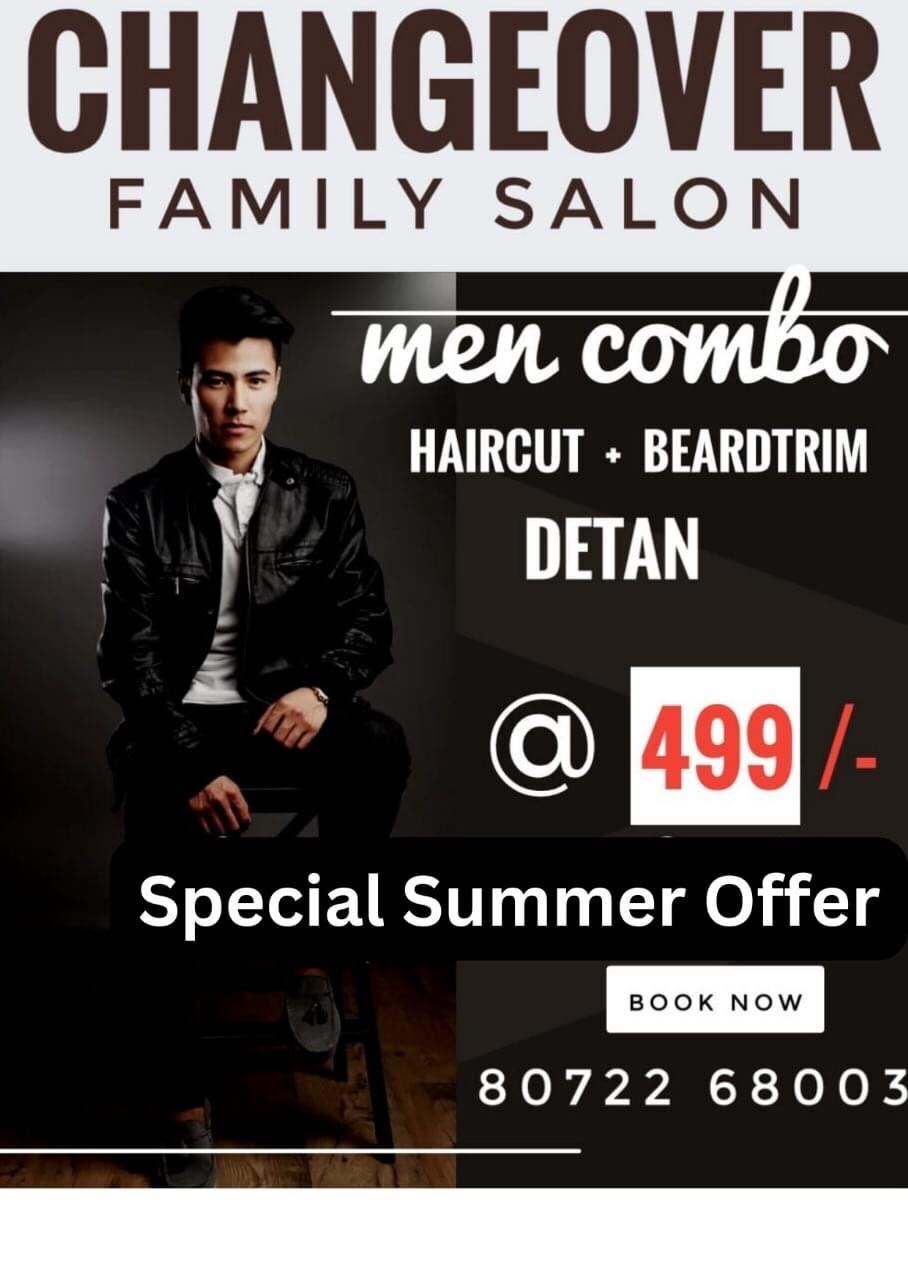 CHANGEOVER
FAMILY SALON
men combo
HAIRCUT + BEARDTRIM
DETAN
@ 499 /-
Special Summer Offer
BOOK NOW
80722 68003